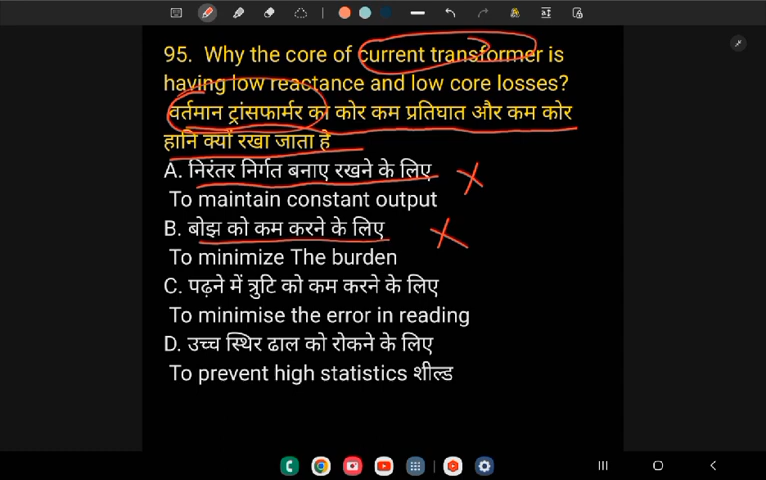 95. Why the core of current transformer is
having low reactance and low core losses?
वर्तमान ट्रांसफार्मर का कोर कम प्रतिघात और कम कोर
हानि क्यों रखा जाता है
A. निरंतर निर्गत बनाए रखने के लिए
To maintain constant output
B. बोझ को कम करने के लिए
To minimize The burden
C. पढ़ने में त्रुटि को कम करने के लिए
To minimise the error in reading
D. उच्च स्थिर ढाल को रोकने के लिए
To prevent high statistics शील्ड